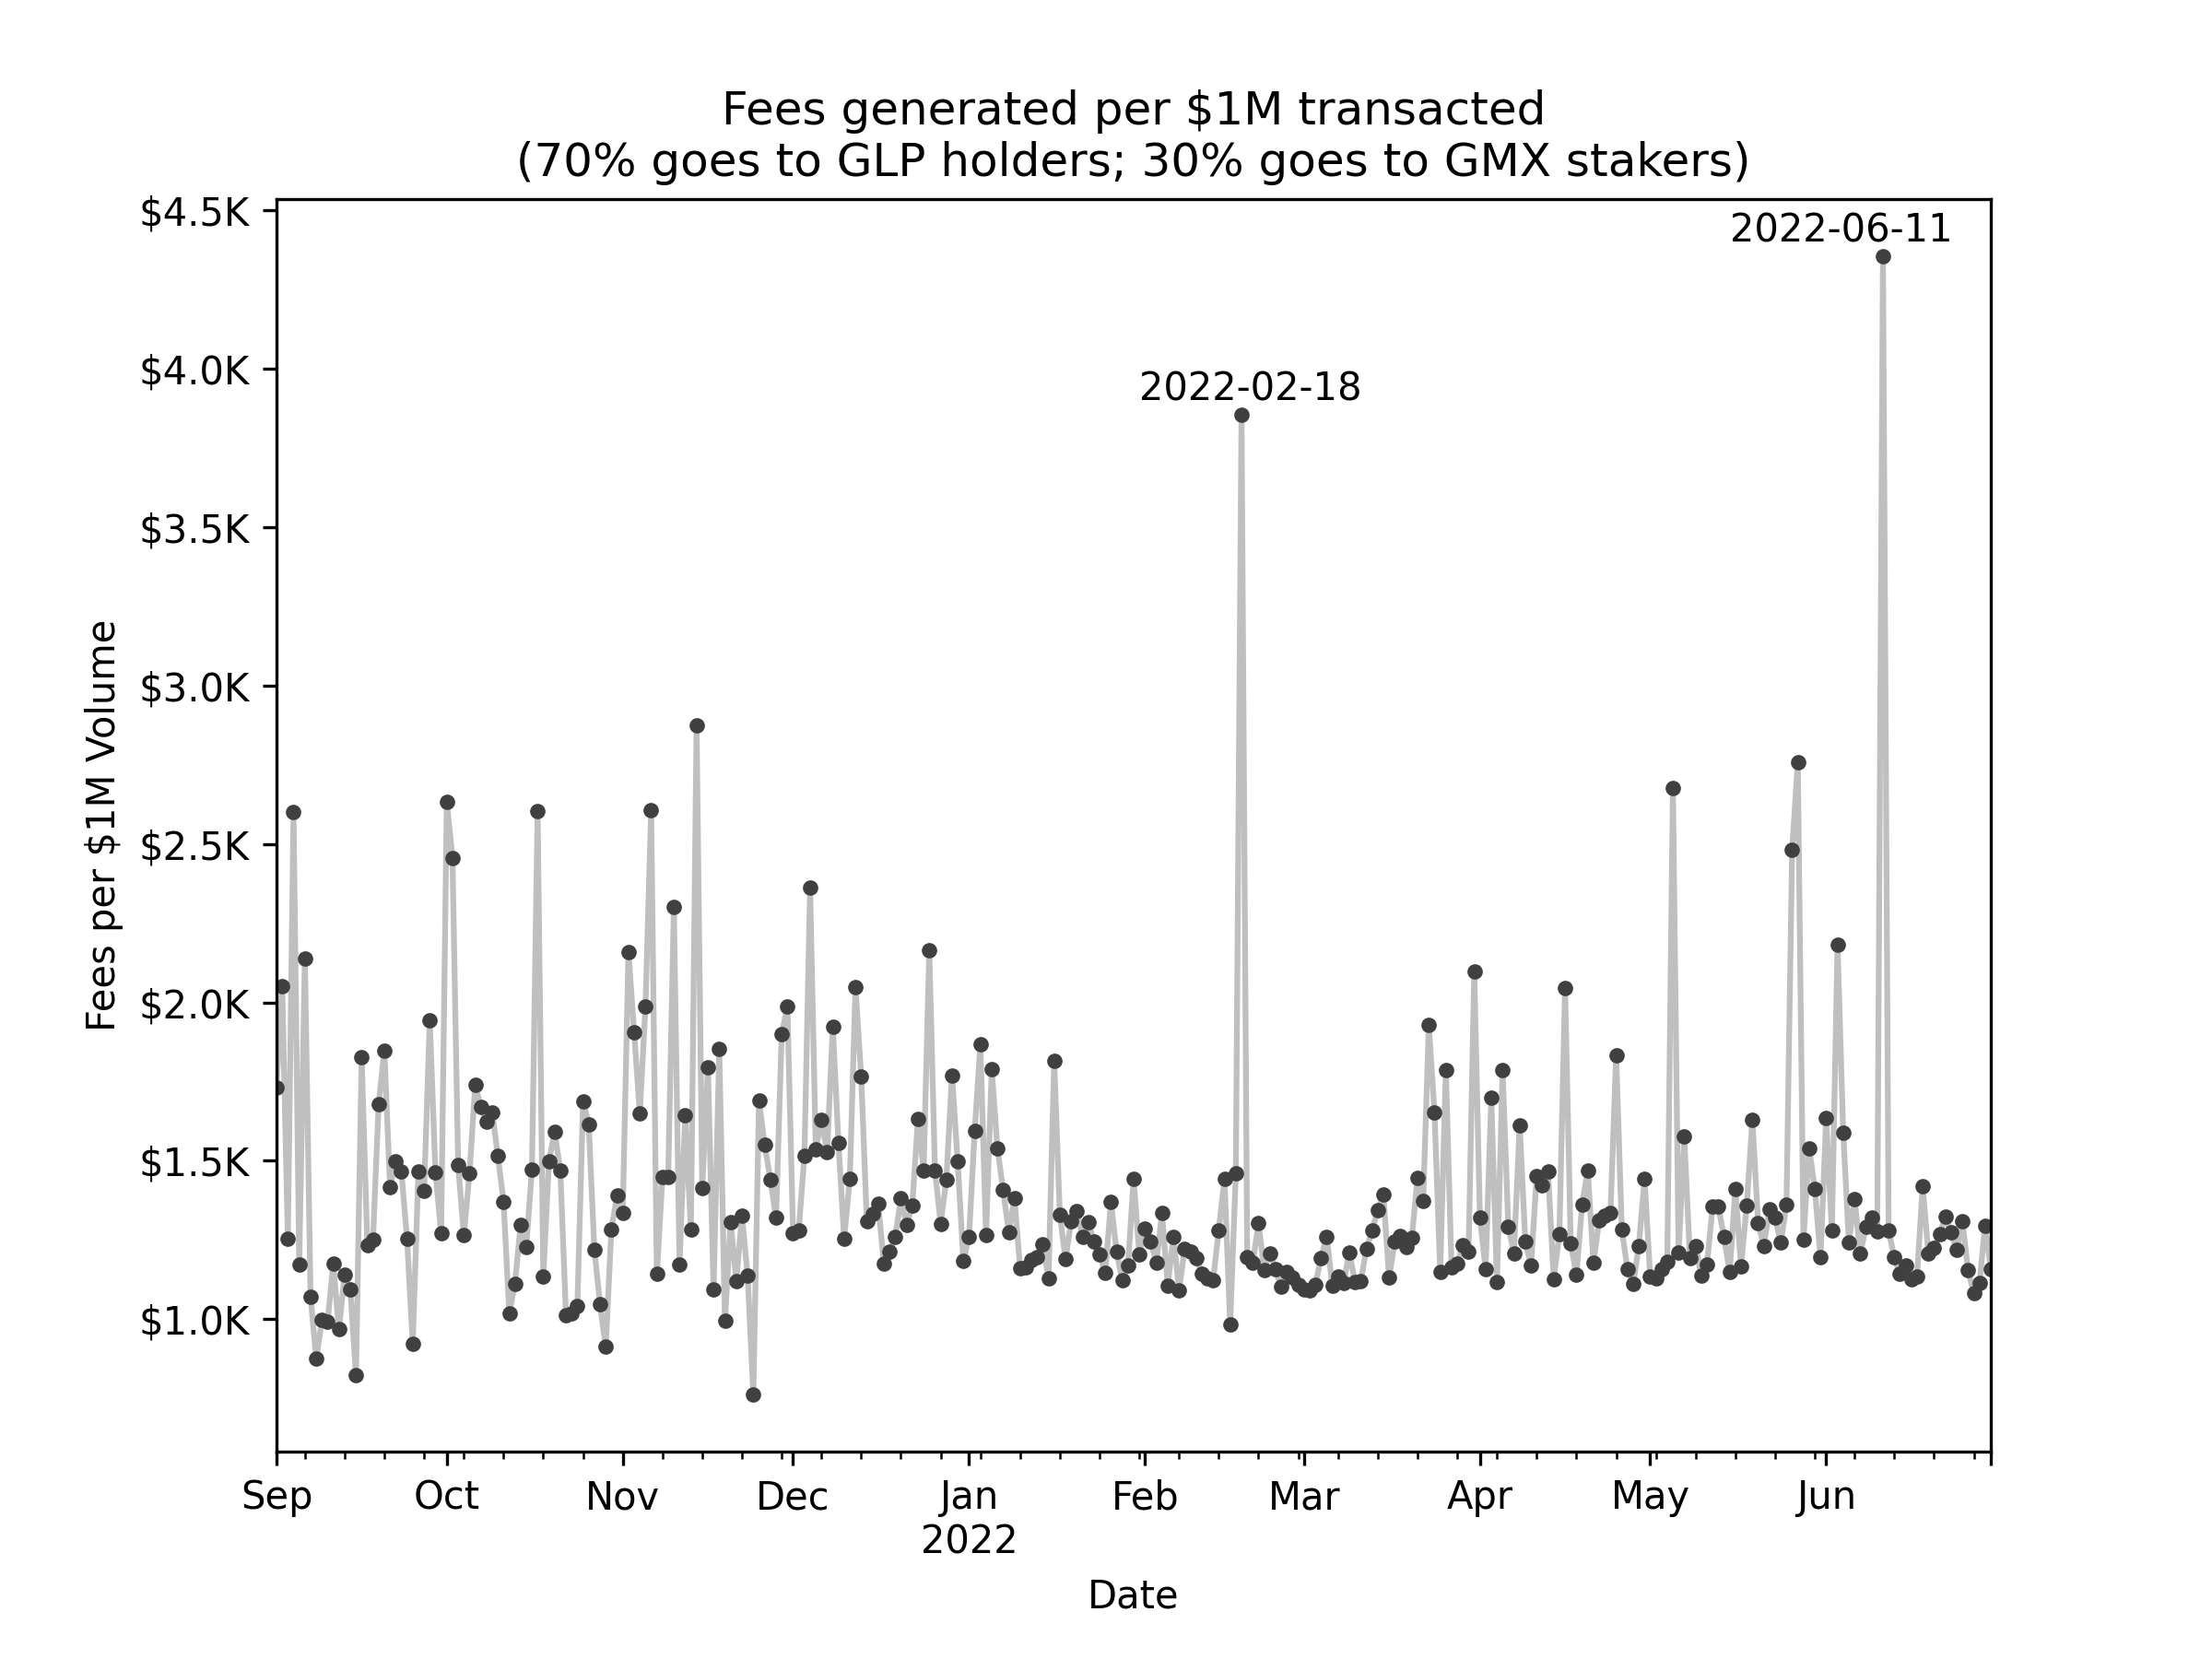 Fees generated per $1M transacted
(70% goes to GLP holders; 30% goes to GMX stakers)
$4.5K
2022-06-11
$4.0K
2022-02-18
$3.5K
$3.0K
Fees per $1M Volume
$2.5K
$2.0K
$1.5K
$1.0K
Sep Oct Nov Dec Jan Feb Mar Apr May Jun
2022
Date